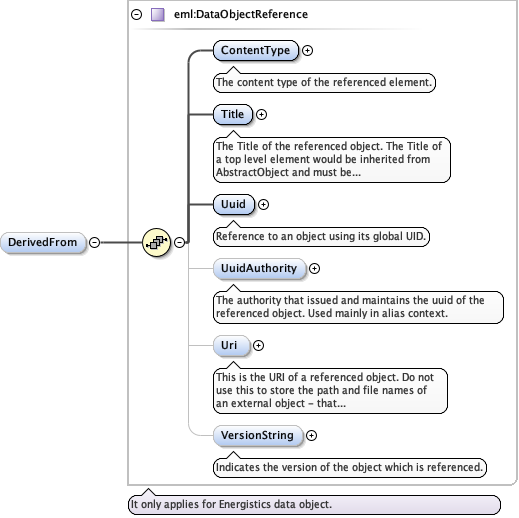 eml:DataObjectReference
ContentType
The content type of the referenced element.
Title
The Title of the referenced object. The Title of
a top level element would be inherited from
AbstractObject and must be...
Uuid
Reference to an object using its global UID.
DerivedFrom
UuidAuthority
The authority that issued and maintains the uuid of the
referenced object. Used mainly in alias context.
Uri
This is the URI of a referenced object. Do not
use this to store the path and file names of
an external object – that...
VersionString
Indicates the version of the object which is referenced.
It only applies for Energistics data object.